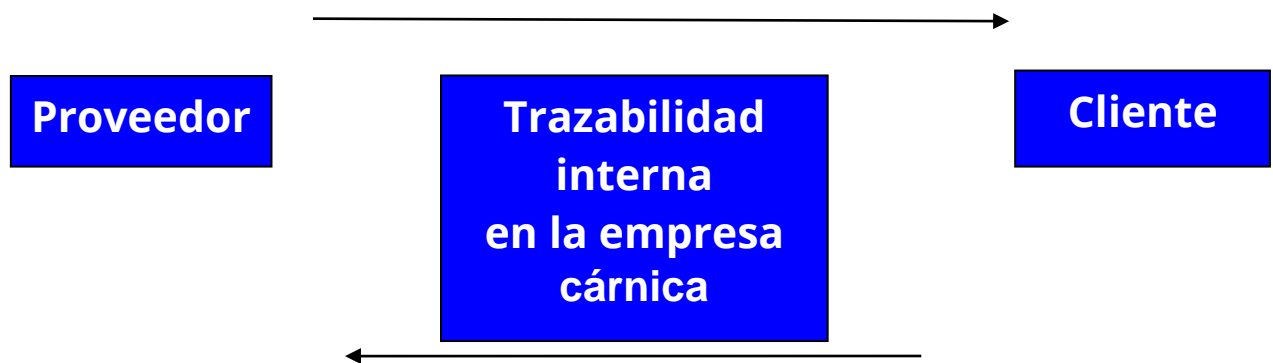 Proveedor
Trazabilidad
interna
en la empresa
cárnica
Cliente